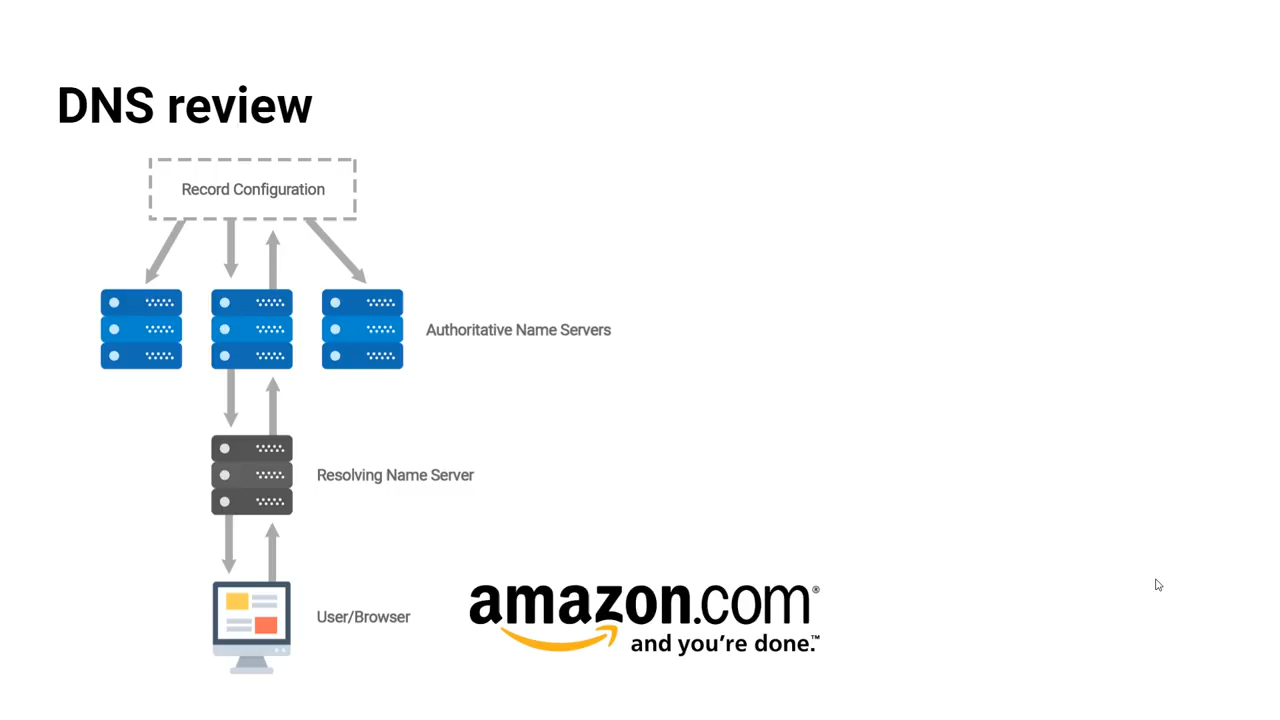 DNS review
Record Configuration
Authoritative Name Servers
Resolving Name Server
User/Browser
amazon.com®
and you're done.™